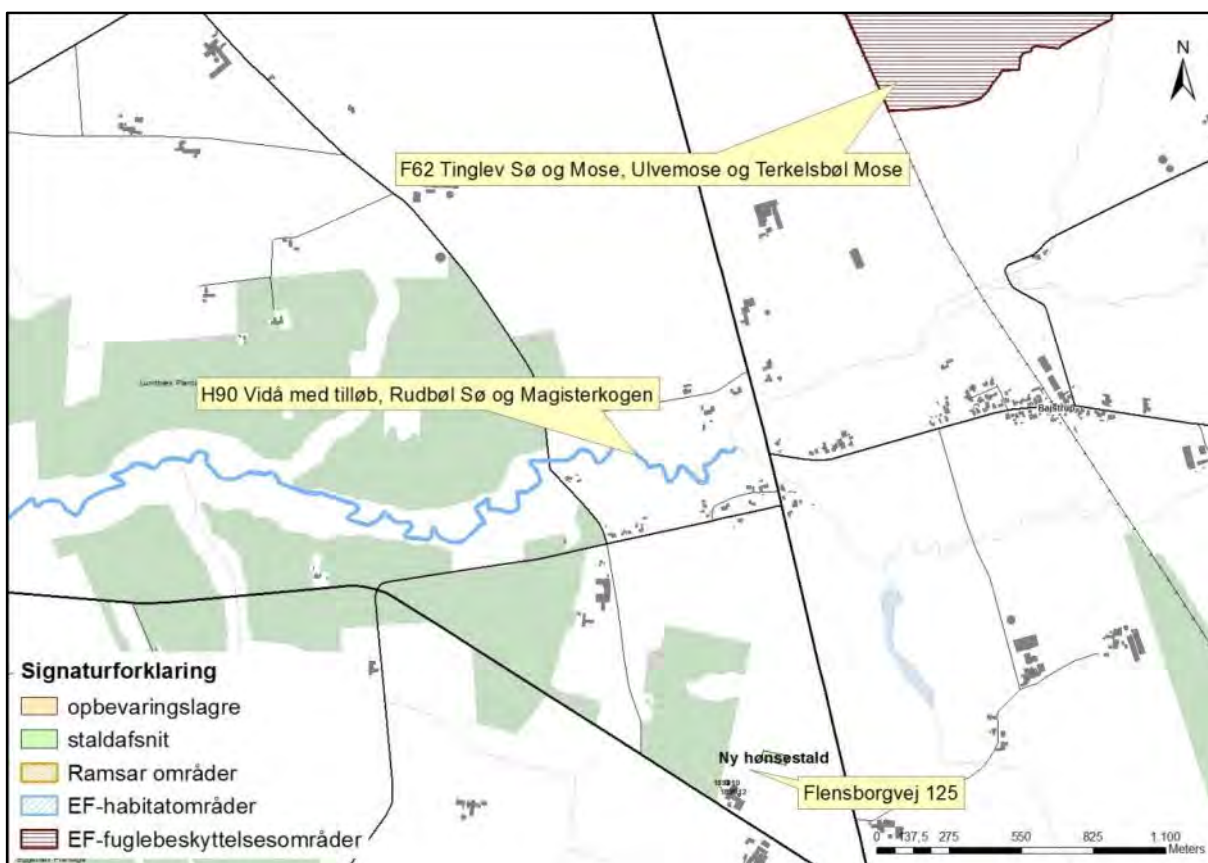 N
F62 Tinglev Sø og Mose, Ulvemose og Terkelsbøl Mose
H90 Vidå med tilløb, Rudbøl Sø og Magisterkogen
Bajstrup
Signaturforklaring
opbevaringslagre
staldafsnit
Ramsar områder
EF-habitatområder
EF-fuglebeskyttelsesområder
Ny hønsestald
Flensborgvej 125
0 137,5 275 550 825 1.100
Meters